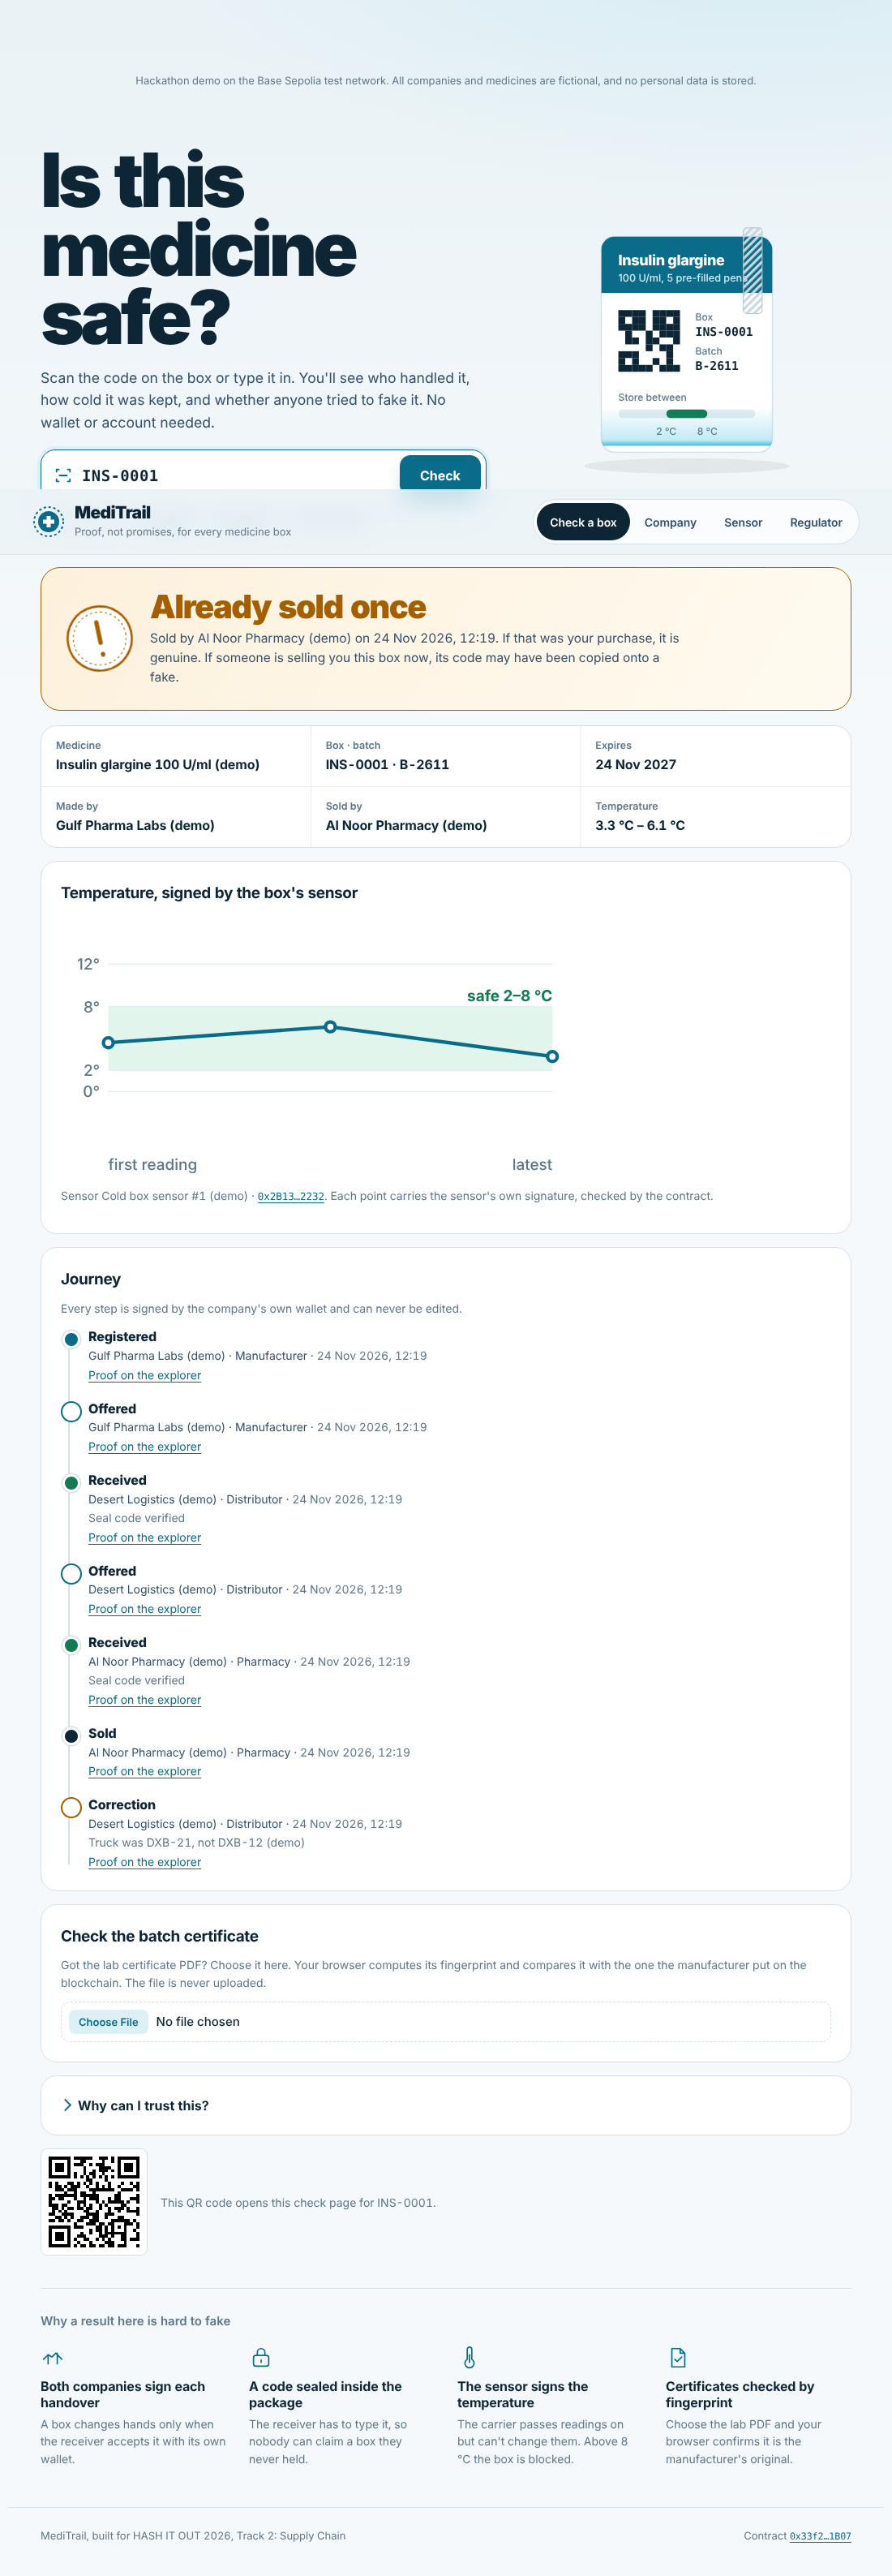 Hackathon demo on the Base Sepolia test network. All companies and medicines are fictional, and no personal data is stored.
Is this
medicine
safe?
Scan the code on the box or type it in. You'll see who handled it,
how cold it was kept, and whether anyone tried to fake it. No
wallet or account needed.
INS-0001
Check
Insulin glargine
100 U/ml, 5 pre-filled pens
Box
INS-0001
Batch
B-2611
Store between
2 °C 8 °C
MediTrail
Proof, not promises, for every medicine box
Check a box
Company
Sensor
Regulator
Already sold once
Sold by Al Noor Pharmacy (demo) on 24 Nov 2026, 12:19. If that was your purchase, it is
genuine. If someone is selling you this box now, its code may have been copied onto a
fake.
Medicine
Insulin glargine 100 U/ml (demo)
Box · batch
INS-0001 · B-2611
Expires
24 Nov 2027
Made by
Gulf Pharma Labs (demo)
Sold by
Al Noor Pharmacy (demo)
Temperature
3.3 °C – 6.1 °C
Temperature, signed by the box's sensor
12°
8°
safe 2–8 °C
2°
0°
first reading
latest
Sensor Cold box sensor #1 (demo) · 0x2B13…2232. Each point carries the sensor's own signature, checked by the contract.
Journey
Every step is signed by the company's own wallet and can never be edited.
Registered
Gulf Pharma Labs (demo) · Manufacturer · 24 Nov 2026, 12:19
Proof on the explorer
Offered
Gulf Pharma Labs (demo) · Manufacturer · 24 Nov 2026, 12:19
Proof on the explorer
Received
Desert Logistics (demo) · Distributor · 24 Nov 2026, 12:19
Seal code verified
Proof on the explorer
Offered
Desert Logistics (demo) · Distributor · 24 Nov 2026, 12:19
Proof on the explorer
Received
Al Noor Pharmacy (demo) · Pharmacy · 24 Nov 2026, 12:19
Seal code verified
Proof on the explorer
Sold
Al Noor Pharmacy (demo) · Pharmacy · 24 Nov 2026, 12:19
Proof on the explorer
Correction
Desert Logistics (demo) · Distributor · 24 Nov 2026, 12:19
Truck was DXB-21, not DXB-12 (demo)
Proof on the explorer
Check the batch certificate
Got the lab certificate PDF? Choose it here. Your browser computes its fingerprint and compares it with the one the manufacturer put on the
blockchain. The file is never uploaded.
Choose File No file chosen
Why can I trust this?
This QR code opens this check page for INS-0001.
Why a result here is hard to fake
Both companies sign each
handover
A box changes hands only when
the receiver accepts it with its own
wallet.
A code sealed inside the
package
The receiver has to type it, so
nobody can claim a box they
never held.
The sensor signs the
temperature
The carrier passes readings on
but can't change them. Above 8
°C the box is blocked.
Certificates checked by
fingerprint
Choose the lab PDF and your
browser confirms it is the
manufacturer's original.
MediTrail, built for HASH IT OUT 2026, Track 2: Supply Chain
Contract 0x33f2…1B07